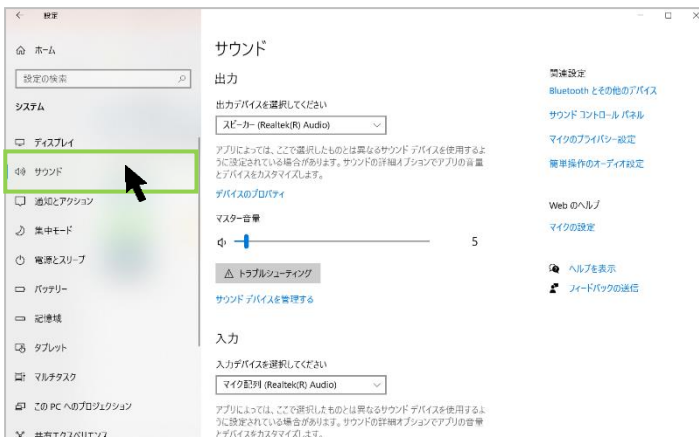 設定
ホーム
設定の検索
システム
ディスプレイ
サウンド
通知とアクション
集中モード
電源とスリープ
バッテリー
記憶域
タブレット
マルチタスク
この PC へのプロジェクション
共有エクスペリエンス
サウンド
出力
出力デバイスを選択してください
スピーカー (Realtek(R) Audio)
アプリによっては、ここで選択したものとは異なるサウンド デバイスを使用するよ
うに設定されている場合があります。サウンドの詳細オプションでアプリの音量
とデバイスをカスタマイズします。
デバイスのプロパティ
マスター音量
5
トラブルシューティング
サウンド デバイスを管理する
入力
入力デバイスを選択してください
マイク配列 (Realtek(R) Audio)
アプリによっては、ここで選択したものとは異なるサウンド デバイスを使用するよ
うに設定されている場合があります。サウンドの詳細オプションでアプリの音量
とデバイスをカスタマイズします。
関連設定
Bluetooth とその他のデバイス
サウンド コントロール パネル
マイクのプライバシー設定
簡単操作のオーディオ設定
Web のヘルプ
マイクの設定
ヘルプを表示
フィードバックの送信